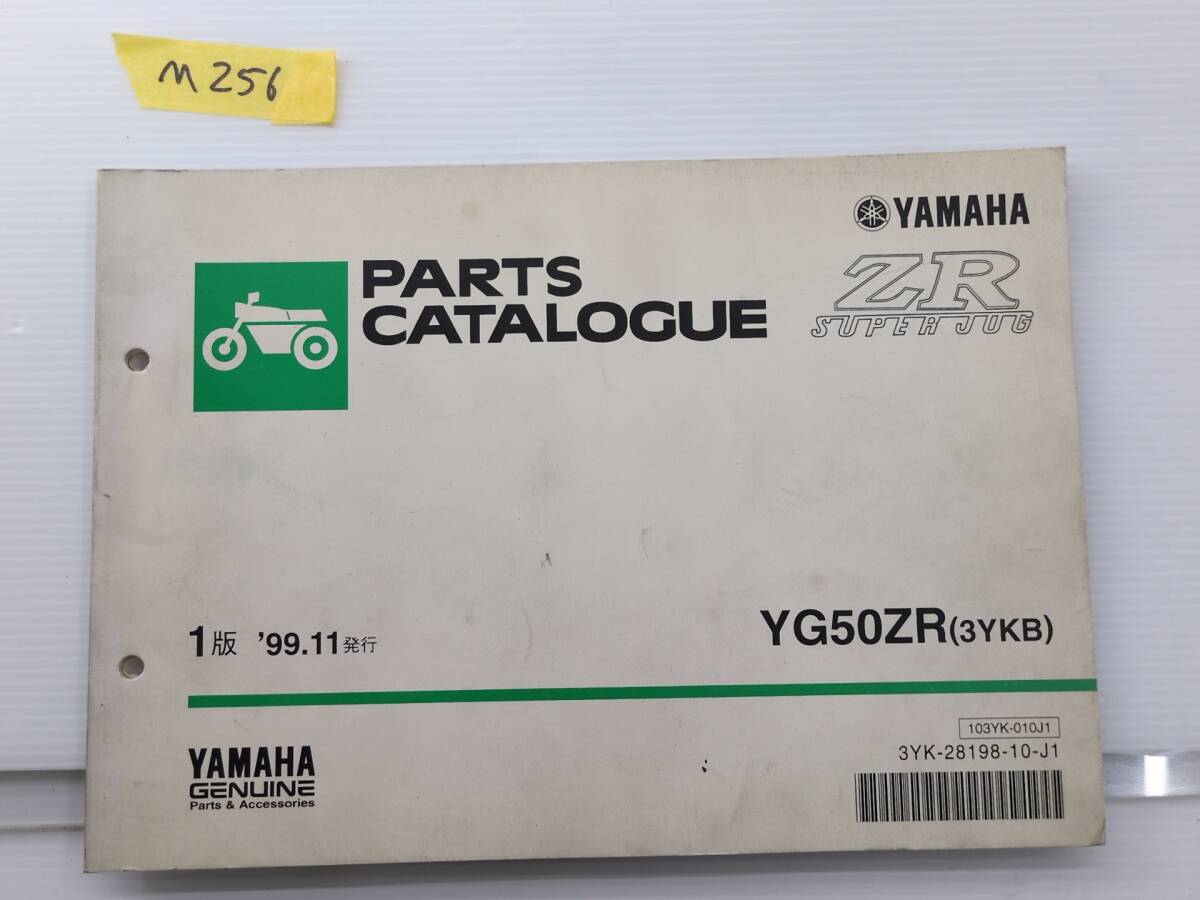 M256
YAMAHA
ZR
SUPER JUG
PARTS
CATALOGUE
1版 '99.11発行
YG50ZR(3YKB)
103YK-010J1
3YK-28198-10-J1
YAMAHA
GENUINE
Parts & Accessories